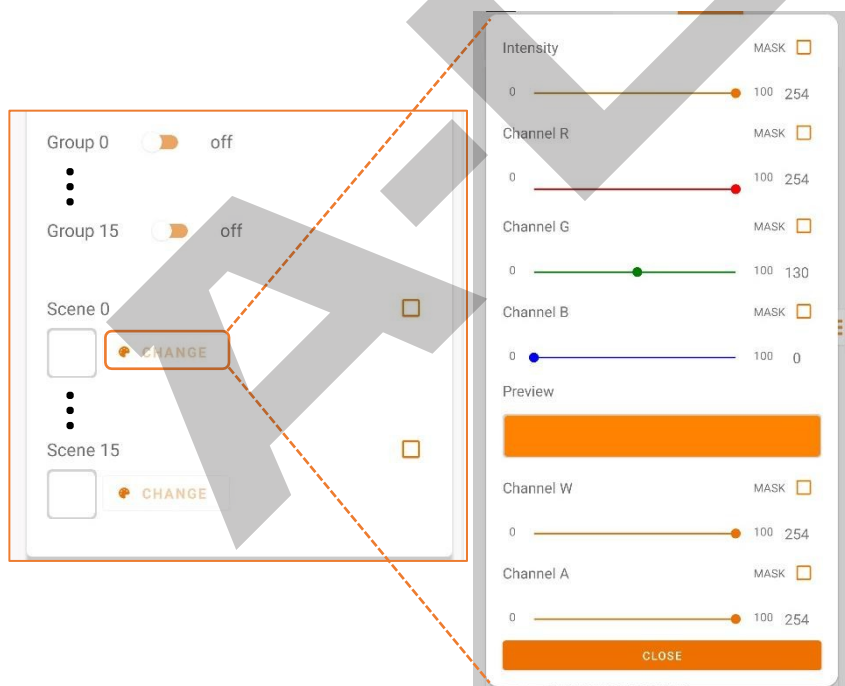 Group 0 off
Group 15 off
Scene 0
CHANGE
Scene 15
CHANGE
Intensity MASK
0 100 254
Channel R MASK
0 100 254
Channel G MASK
0 100 130
Channel B MASK
0 100 0
Preview
Channel W MASK
0 100 254
Channel A MASK
0 100 254
CLOSE